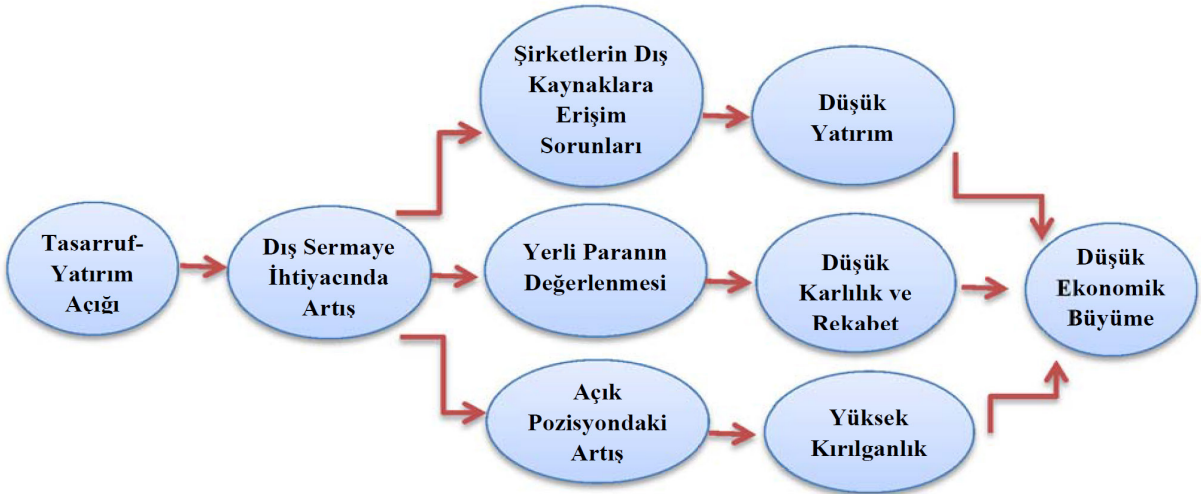 Tasarruf-
Yatırım
Açığı
Dış Sermaye
İhtiyacında
Artış
Şirketlerin Dış
Kaynaklara
Erişim
Sorunları
Düşük
Yatırım
Yerli Paranın
Değerlenmesi
Düşük
Karlılık ve
Rekabet
Açık
Pozisyondaki
Artış
Yüksek
Kırılganlık
Düşük
Ekonomik
Büyüme